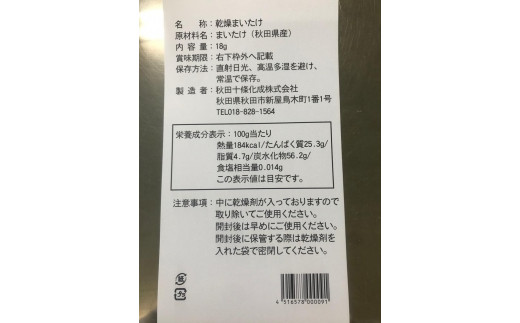 名　　称：乾燥まいたけ
原材料名：まいたけ（秋田県産）
内 容 量：18g
賞味期限：右下枠外へ記載
保存方法：直射日光、高温多湿を避け、
常温で保存。
製 造 者：秋田十條化成株式会社
秋田県秋田市新屋鳥木町1番1号
TEL018-828-1564
栄養成分表示：100g当たり
熱量184kcal/たんぱく質25.3g/
脂質4.7g/炭水化物56.2g/
食塩相当量0.014g
この表示値は目安です。
注意事項：中に乾燥剤が入っておりますので
取り除いてご使用ください。
開封後は早めにご使用ください。
開封後に保管する際は乾燥剤を
入れた袋で密閉してください。
4 516578 000091